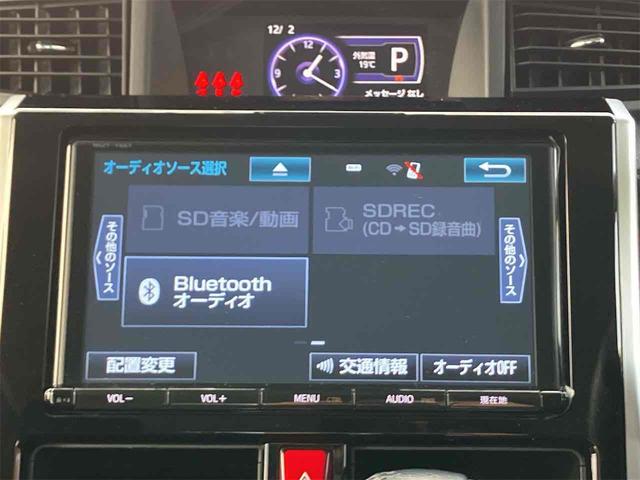 12/ 2
外気温
19℃
P
12
3
メッセージなし
オーディオソース選択
SD音楽/動画
SDREC
(CD→SD録音曲)
その他のソース
その他のソース
Bluetooth
オーディオ
配置変更
交通情報
オーディオOFF
VOL−
VOL+
MENU
AUDIO
現在地